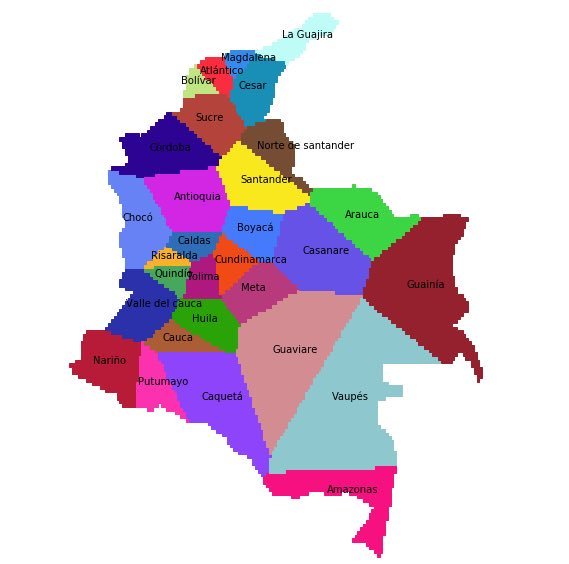 La Guajira
Magdalena
Atlántico
Bolívar
Cesar
Sucre
Córdoba
Norte de santander
Santander
Antioquia
Chocó
Arauca
Boyacá
Caldas
Casanare
Risaralda
Cundinamarca
Quindío
Tolima
Guainía
Meta
Valle del cauca
Huila
Cauca
Guaviare
Nariño
Putumayo
Caquetá
Vaupés
Amazonas